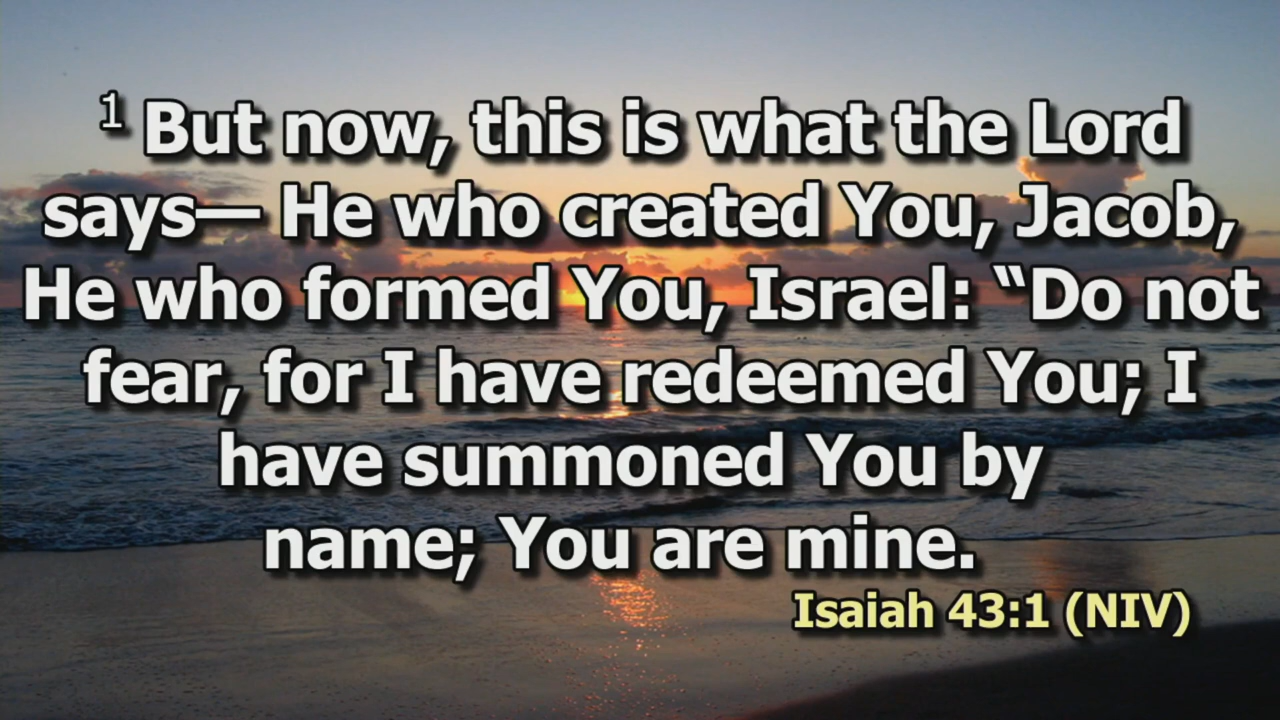 1 But now, this is what the Lord
says— He who created You, Jacob,
He who formed You, Israel: “Do not
fear, for I have redeemed You; I
have summoned You by
name; You are mine.
Isaiah 43:1 (NIV)